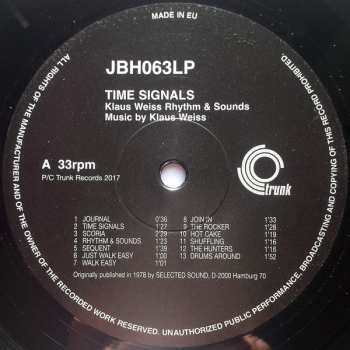 MADE IN EU
ALL RIGHTS OF THE MANUFACTURER AND OF THE OWNER OF THE RECORDED WORK RESERVED. UNAUTHORIZED PUBLIC PERFORMANCE, BROADCASTING AND COPYING OF THIS RECORD PROHIBITED.
JBH063LP
TIME SIGNALS
Klaus Weiss Rhythm & Sounds
Music by Klaus Weiss
A 33rpm
trunk
P/C Trunk Records 2017
1 JOURNAL 0'36 8 JOIN IN 1'33
2 TIME SIGNALS 1'27 9 The ROCKER 1'28
3 SCORIA 2'29 10 HOT CAKE 1'19
4 RHYTHM & SOUNDS 1'23 11 SHUFFLING 1'16
5 SEQUENT 1'39 12 THE HUNTERS 1'16
6 JUST WALK EASY 0'01 13 DRUMS AROUND 1'52
7 WALK EASY 1'01
Originally published in 1978 by SELECTED SOUND, D-2000 Hamburg 70